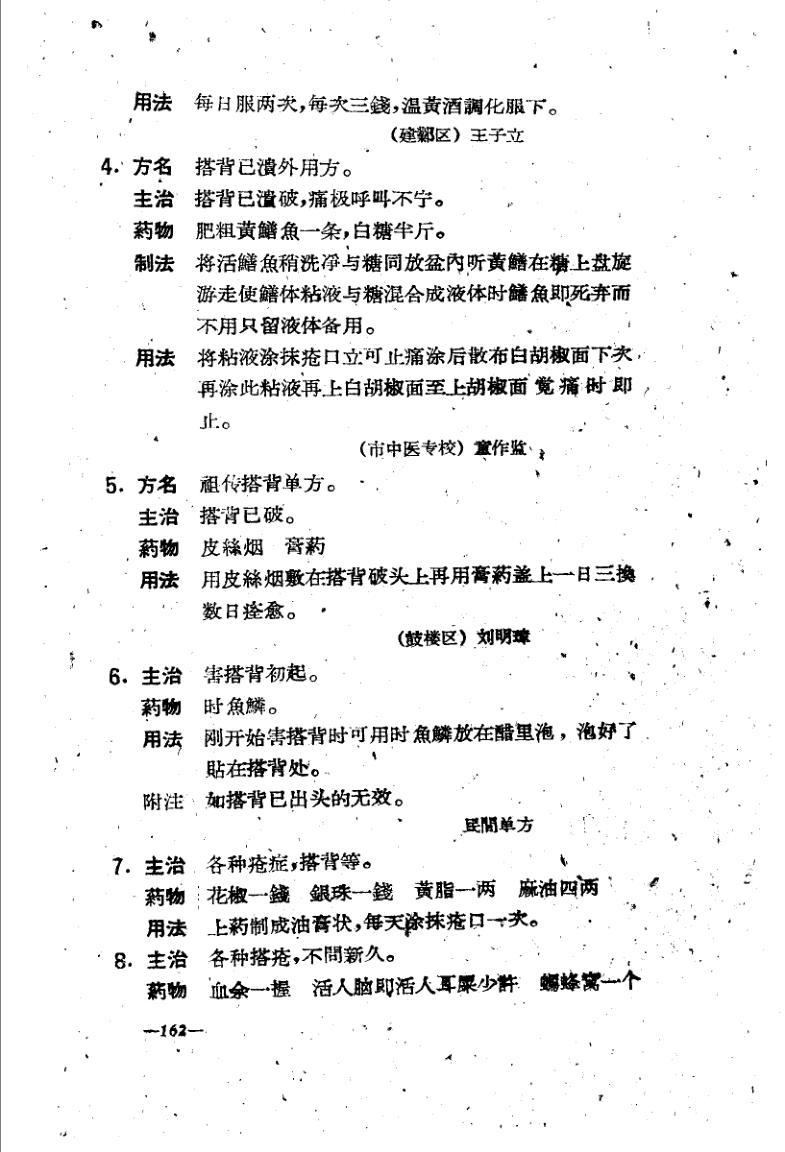 用法 每日服两次,每次三錢,温黄酒調化服下。
(建鄴区) 王子立
4. 方名 搭背已潰外用方。
主治 搭背已潰破,痛极呼叫不宁。
葯物 肥粗黄鱔魚一条,白糖半斤。
制法 将活鱔魚稍洗凈与糖同放盆內听黄鱔在糖上盘旋
游走使鱔体粘液与糖混合成液体时鱔魚即死弃而
不用只留液体备用。
用法 将粘液涂抹疮口立可止痛涂后散布白胡椒面下次
再涂此粘液再上白胡椒面至上胡椒面觉痛时即
止。
(市中医专校) 童作监
5. 方名 祖传搭背单方。
主治 搭背已破。
葯物 皮絲烟 膏葯
用法 用皮絲烟敷在搭背破头上再用膏葯盖上一日三換
数日痊愈。
(鼓楼区) 刘明璋
6. 主治 害搭背初起。
葯物 时魚鱗。
用法 刚开始害搭背时可用时魚鱗放在醋里泡,泡好了
貼在搭背处。
附注 如搭背已出头的无效。
民間单方
7. 主治 各种疮症,搭背等。
葯物 花椒一錢 銀珠一錢 黄脂一两 麻油四两
用法 上葯制成油膏状,每天涂抹疮口一次。
8. 主治 各种搭疮,不問新久。
葯物 血余一握 活人脑即活人耳屎少許 蜂窩一个
—162—